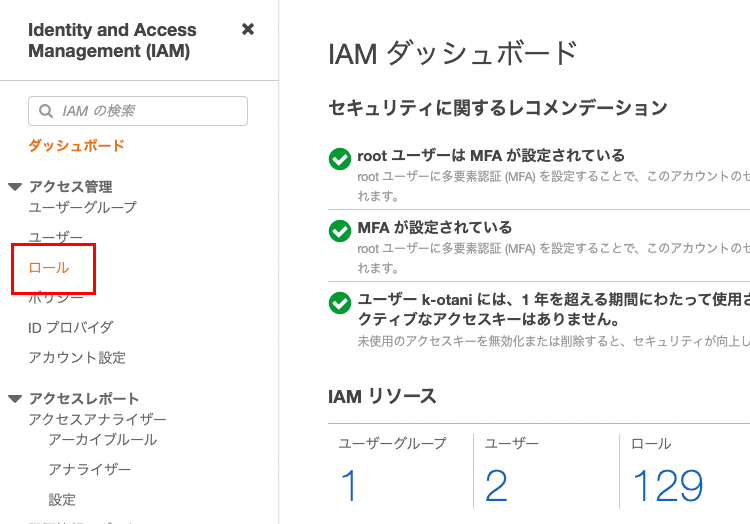 Identity and Access
Management (IAM)
IAM の検索
ダッシュボード
アクセス管理
ユーザーグループ
ユーザー
ロール
ポリシー
ID プロバイダ
アカウント設定
アクセスレポート
アクセスアナライザー
アーカイブルール
アナライザー
設定
IAM ダッシュボード
セキュリティに関するレコメンデーション
root ユーザーは MFA が設定されている
root ユーザーに多要素認証 (MFA) を設定することで、このアカウントのセ
れます。
MFA が設定されている
root ユーザーに多要素認証 (MFA) を設定することで、このアカウントのセ
れます。
ユーザー k-otani には、1 年を超える期間にわたって使用さ
クティブなアクセスキーはありません。
未使用のアクセスキーを無効化または削除すると、セキュリティが向上し
IAM リソース
ユーザーグループ
1
ユーザー
2
ロール
129